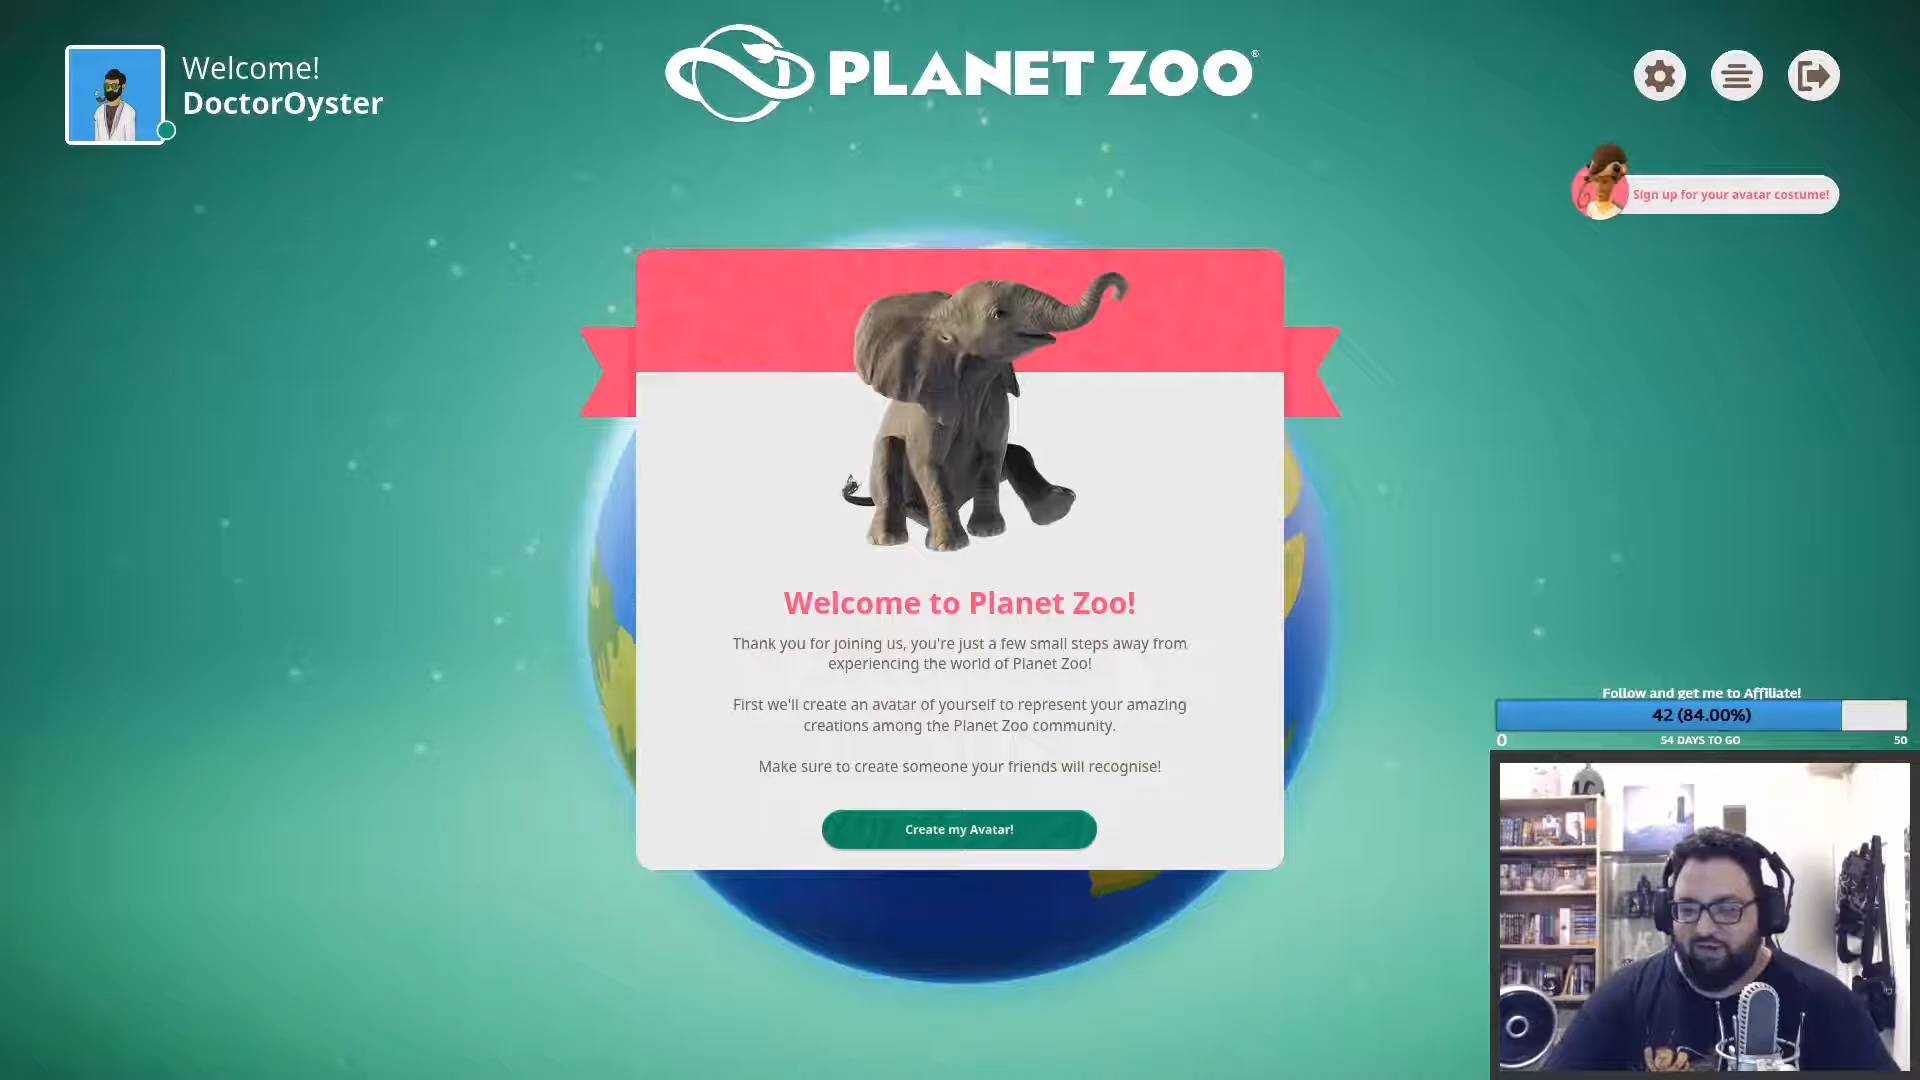 Welcome!
DoctorOyster
PLANET ZOO®
Sign up for your avatar costume!
Welcome to Planet Zoo!
Thank you for joining us, you're just a few small steps away from
experiencing the world of Planet Zoo!
First we'll create an avatar of yourself to represent your amazing
creations among the Planet Zoo community.
Make sure to create someone your friends will recognise!
Create my Avatar!
Follow and get me to Affiliate!
42 (84.00%)
0
54 DAYS TO GO
50